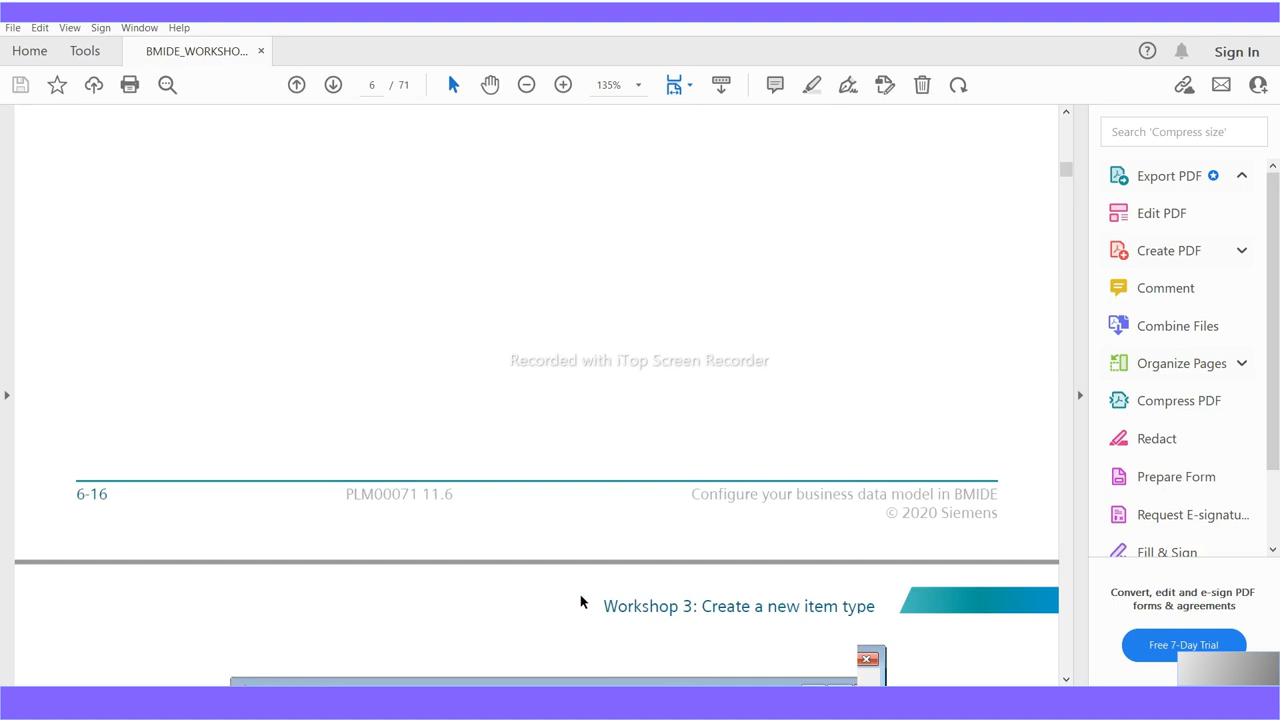 File Edit View Sign Window Help
Home Tools BMIDE_WORKSHO... × Sign In
6 / 71 135%
Search 'Compress size'
Export PDF
Edit PDF
Create PDF
Comment
Combine Files
Organize Pages
Compress PDF
Redact
Prepare Form
Request E-signatu...
Fill & Sign
Convert, edit and e-sign PDF
forms & agreements
Free 7-Day Trial
Recorded with iTop Screen Recorder
6-16 PLM00071 11.6 Configure your business data model in BMIDE
© 2020 Siemens
Workshop 3: Create a new item type